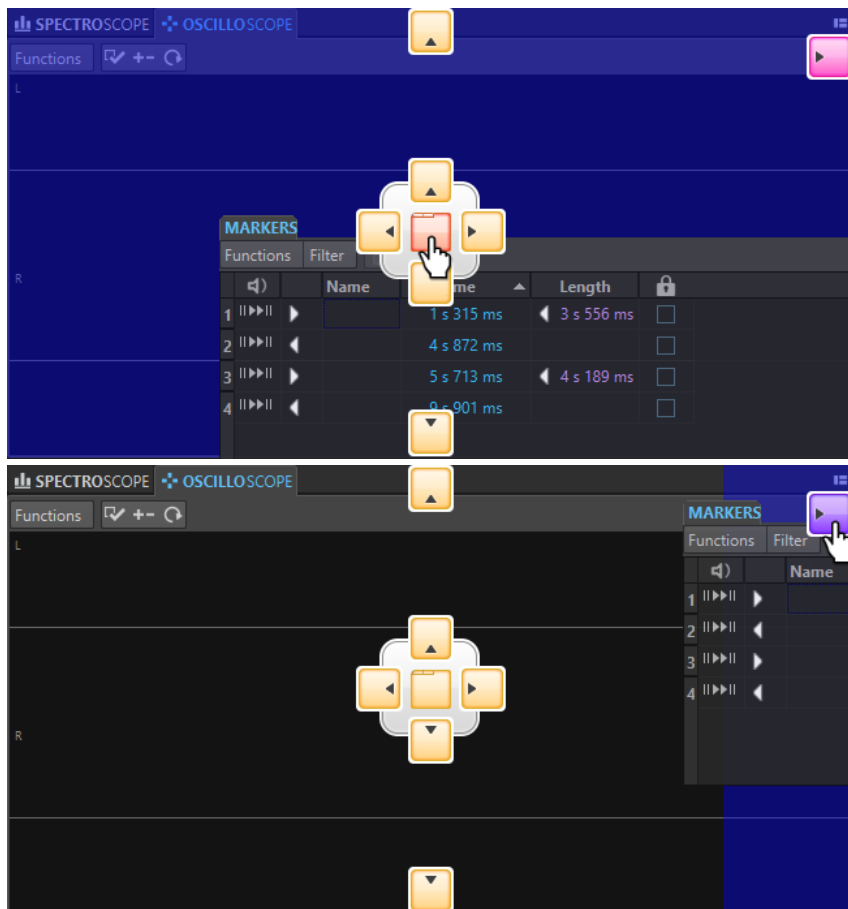 SPECTROSCOPE OSCILLOSCOPE
Functions
L
MARKERS
Functions Filter
R
Name me Length
1 1 s 315 ms 3 s 556 ms
2 4 s 872 ms
3 5 s 713 ms 4 s 189 ms
4 9 s 901 ms
SPECTROSCOPE OSCILLOSCOPE
MARKERS
Functions
Functions Filter
L
Name
1
2
3
4
R